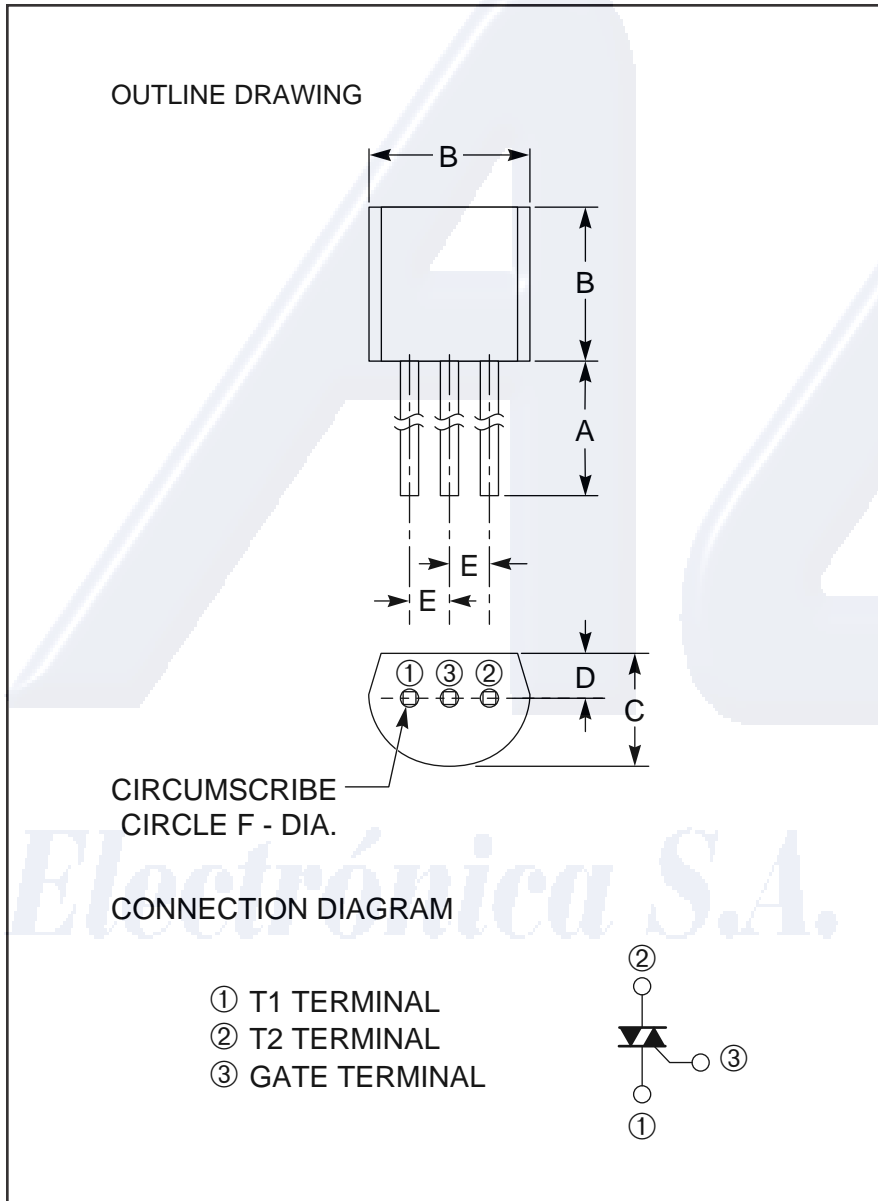 OUTLINE DRAWING
B
B
A
E
E
① ③ ②
D
C
CIRCUMSCRIBE
CIRCLE F - DIA.
Electrónica S.A.
CONNECTION DIAGRAM
②
① T1 TERMINAL
② T2 TERMINAL
③ GATE TERMINAL
③
①